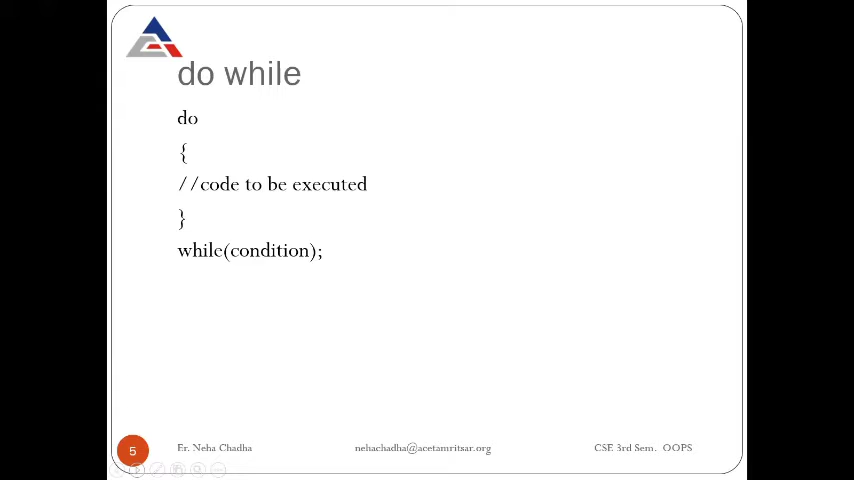 do while
do
{
//code to be executed
}
while(condition);
5
Er. Neha Chadha
nehachadha@acetamritsar.org
CSE 3rd Sem.  OOPS